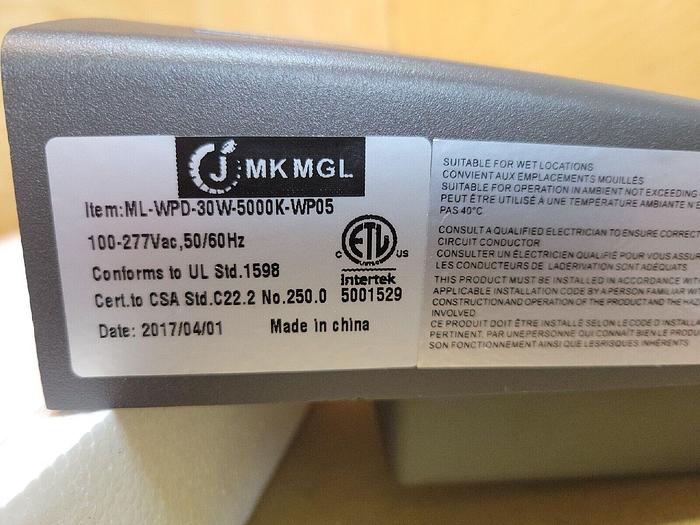 J MKMGL
Item:ML-WPD-30W-5000K-WP05
100-277Vac,50/60Hz
Conforms to UL Std.1598
Cert.to CSA Std.C22.2 No.250.0
Date: 2017/04/01
Made in china
C ETL US
Intertek
5001529
SUITABLE FOR WET LOCATIONS
CONVIENT AUX EMPLACEMENTS MOUILLÉS
SUITABLE FOR OPERATION IN AMBIENT NOT EXCEEDING
PEUT ÊTRE UTILISÉ À UNE TEMPÉRATURE AMBIANTE N'E
PAS 40°C
CONSULT A QUALIFIED ELECTRICIAN TO ENSURE CORRECT
CIRCUIT CONDUCTOR
CONSULTER UN ÉLECTRICIEN QUALIFIÉ POUR VOUS ASSUR
LES CONDUCTEURS DE LADERIVATION SONT ADÉQUATS
THIS PRODUCT MUST BE INSTALLED IN ACCORDANCE WITH
APPLICABLE INSTALLATION CODE BY A PERSON FAMILIAR WIT
CONSTRUCTION AND OPERATION OF THE PRODUCT AND THE HA
INVOLVED.
CE PRODUIT DOIT ÊTRE INSTALLÉ SELON LE CODE D'INSTALL
PERTINENT, PAR UNEPERSONNE QUI CONNAÎT BIEN LE PRODU
SON FONCTIONNEMENT AINSI QUE LESRISQUES INHÉRENTS